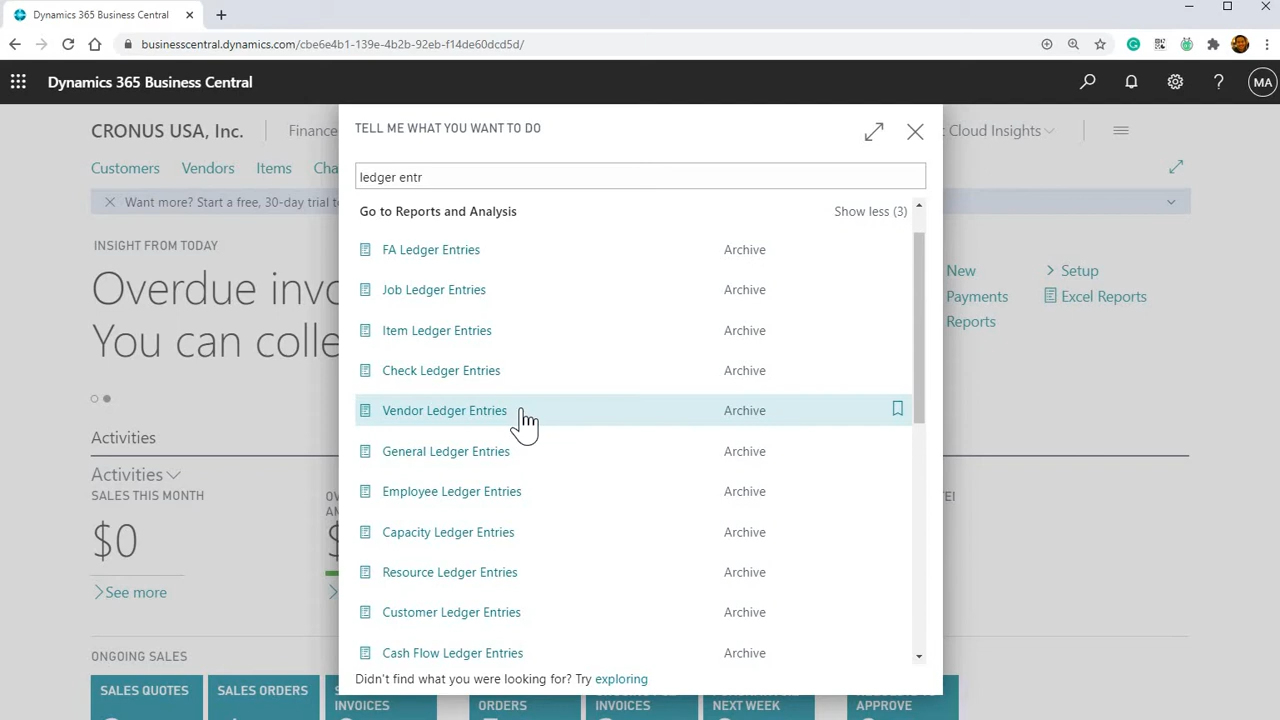 Dynamics 365 Business Central
businesscentral.dynamics.com/cbe6e4b1-139e-4b2b-92eb-f14de60dcd5d/
Dynamics 365 Business Central
MA
CRONUS USA, Inc.
Finance
Cloud Insights
Customers
Vendors
Items
Cha
Want more? Start a free, 30-day trial
INSIGHT FROM TODAY
Overdue invo
You can colle
New
Payments
Reports
Setup
Excel Reports
TELL ME WHAT YOU WANT TO DO
ledger entr
Go to Reports and Analysis Show less (3)
FA Ledger Entries Archive
Job Ledger Entries Archive
Item Ledger Entries Archive
Check Ledger Entries Archive
Vendor Ledger Entries Archive
General Ledger Entries Archive
Employee Ledger Entries Archive
Capacity Ledger Entries Archive
Resource Ledger Entries Archive
Customer Ledger Entries Archive
Cash Flow Ledger Entries Archive
Didn't find what you were looking for? Try exploring
Activities
Activities
SALES THIS MONTH
$0
See more
ONGOING SALES
SALES QUOTES
SALES ORDERS
INVOICES
ORDERS
INVOICES
NEXT WEEK
APPROVE